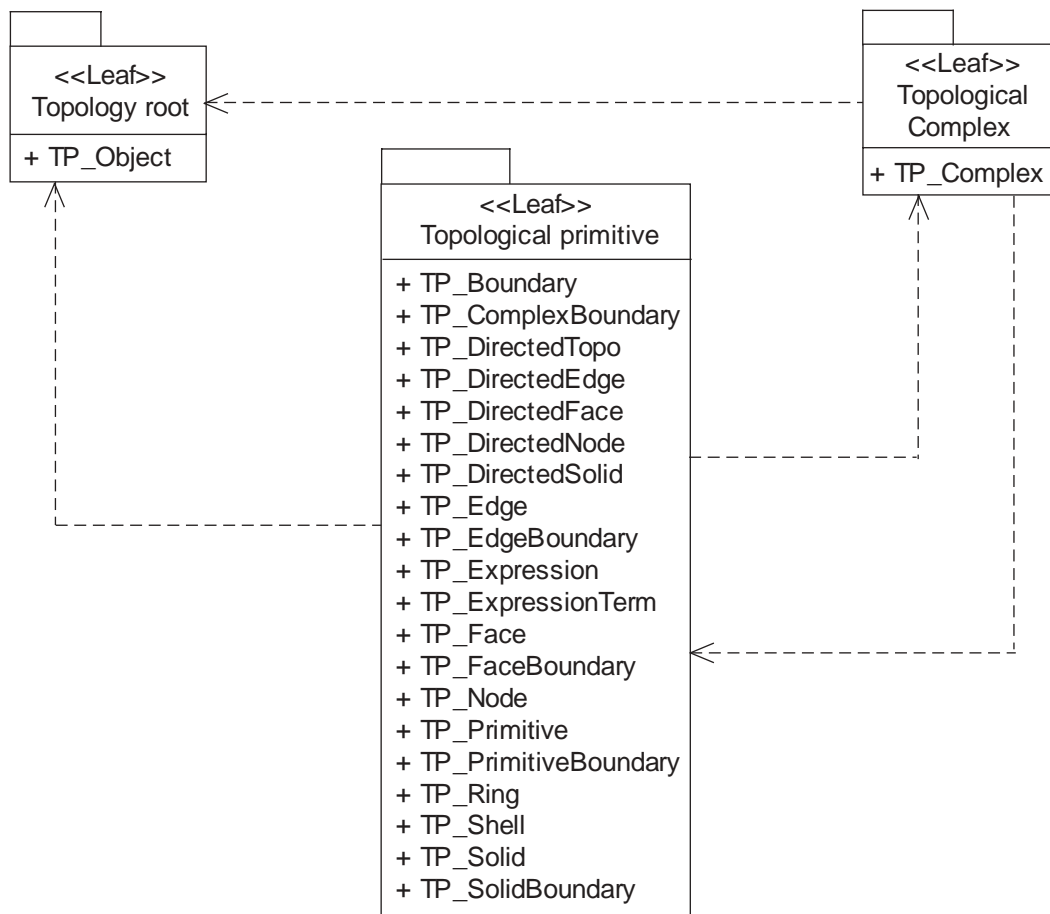 <<Leaf>>
Topology root
+ TP_Object
<<Leaf>>
Topological
Complex
+ TP_Complex
<<Leaf>>
Topological primitive
+ TP_Boundary
+ TP_ComplexBoundary
+ TP_DirectedTopo
+ TP_DirectedEdge
+ TP_DirectedFace
+ TP_DirectedNode
+ TP_DirectedSolid
+ TP_Edge
+ TP_EdgeBoundary
+ TP_Expression
+ TP_ExpressionTerm
+ TP_Face
+ TP_FaceBoundary
+ TP_Node
+ TP_Primitive
+ TP_PrimitiveBoundary
+ TP_Ring
+ TP_Shell
+ TP_Solid
+ TP_SolidBoundary